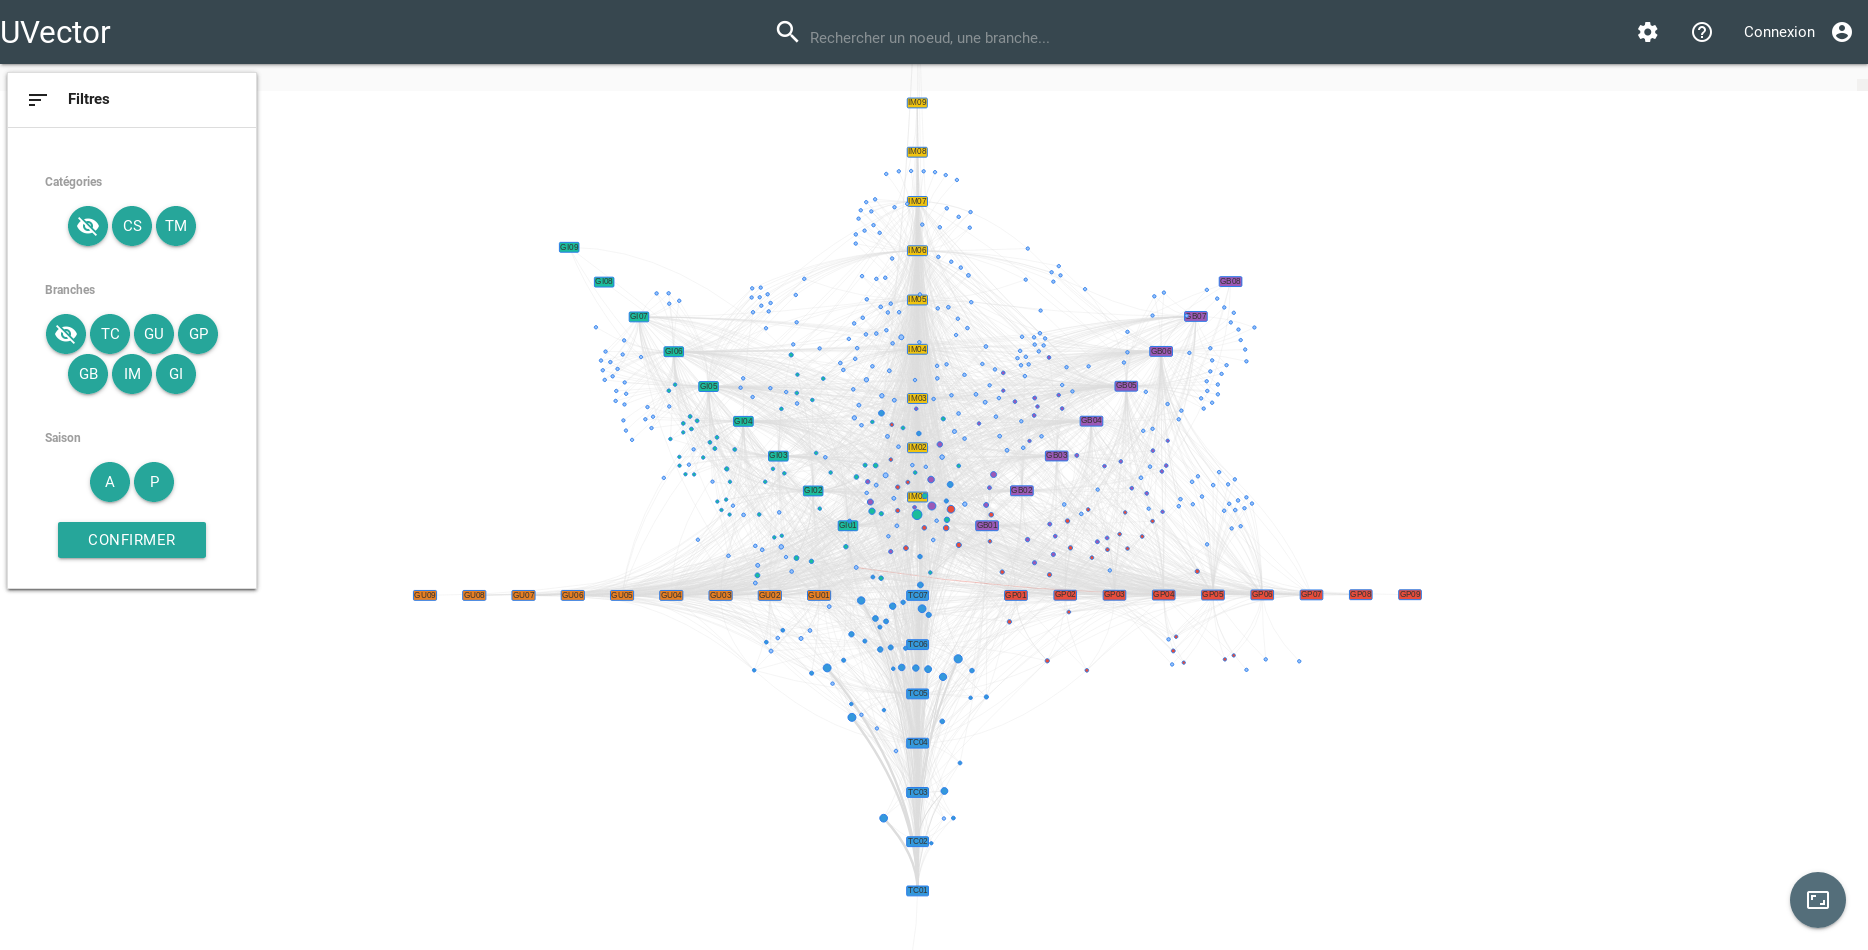 UVector
Rechercher un noeud, une branche...
Connexion
Filtres
Catégories
CS TM
Branches
TC GU GP
GB IM GI
Saison
A P
CONFIRMER
IM09
IM08
IM07
GI09
IM06
GI08
GB08
IM05
GI07
GB07
IM04
GI06
GB06
GI05
GB05
IM03
GI04
GB04
IM02
GI03
GB03
GI02
GB02
GI01
GB01
GU09 GU08 GU07 GU06 GU05 GU04 GU03 GU02 GU01 TC07 GP01 GP02 GP03 GP04 GP05 GP06 GP07 GP08 GP09
TC06
TC05
TC04
TC03
TC02
TC01